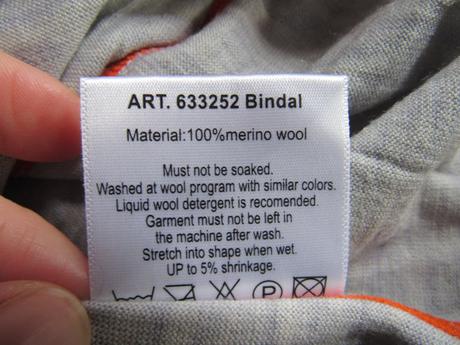 ART. 633252 Bindal
Material:100%merino wool
Must not be soaked.
Washed at wool program with similar colors.
Liquid wool detergent is recomended.
Garment must not be left in
the machine after wash.
Stretch into shape when wet.
UP to 5% shrinkage.
P